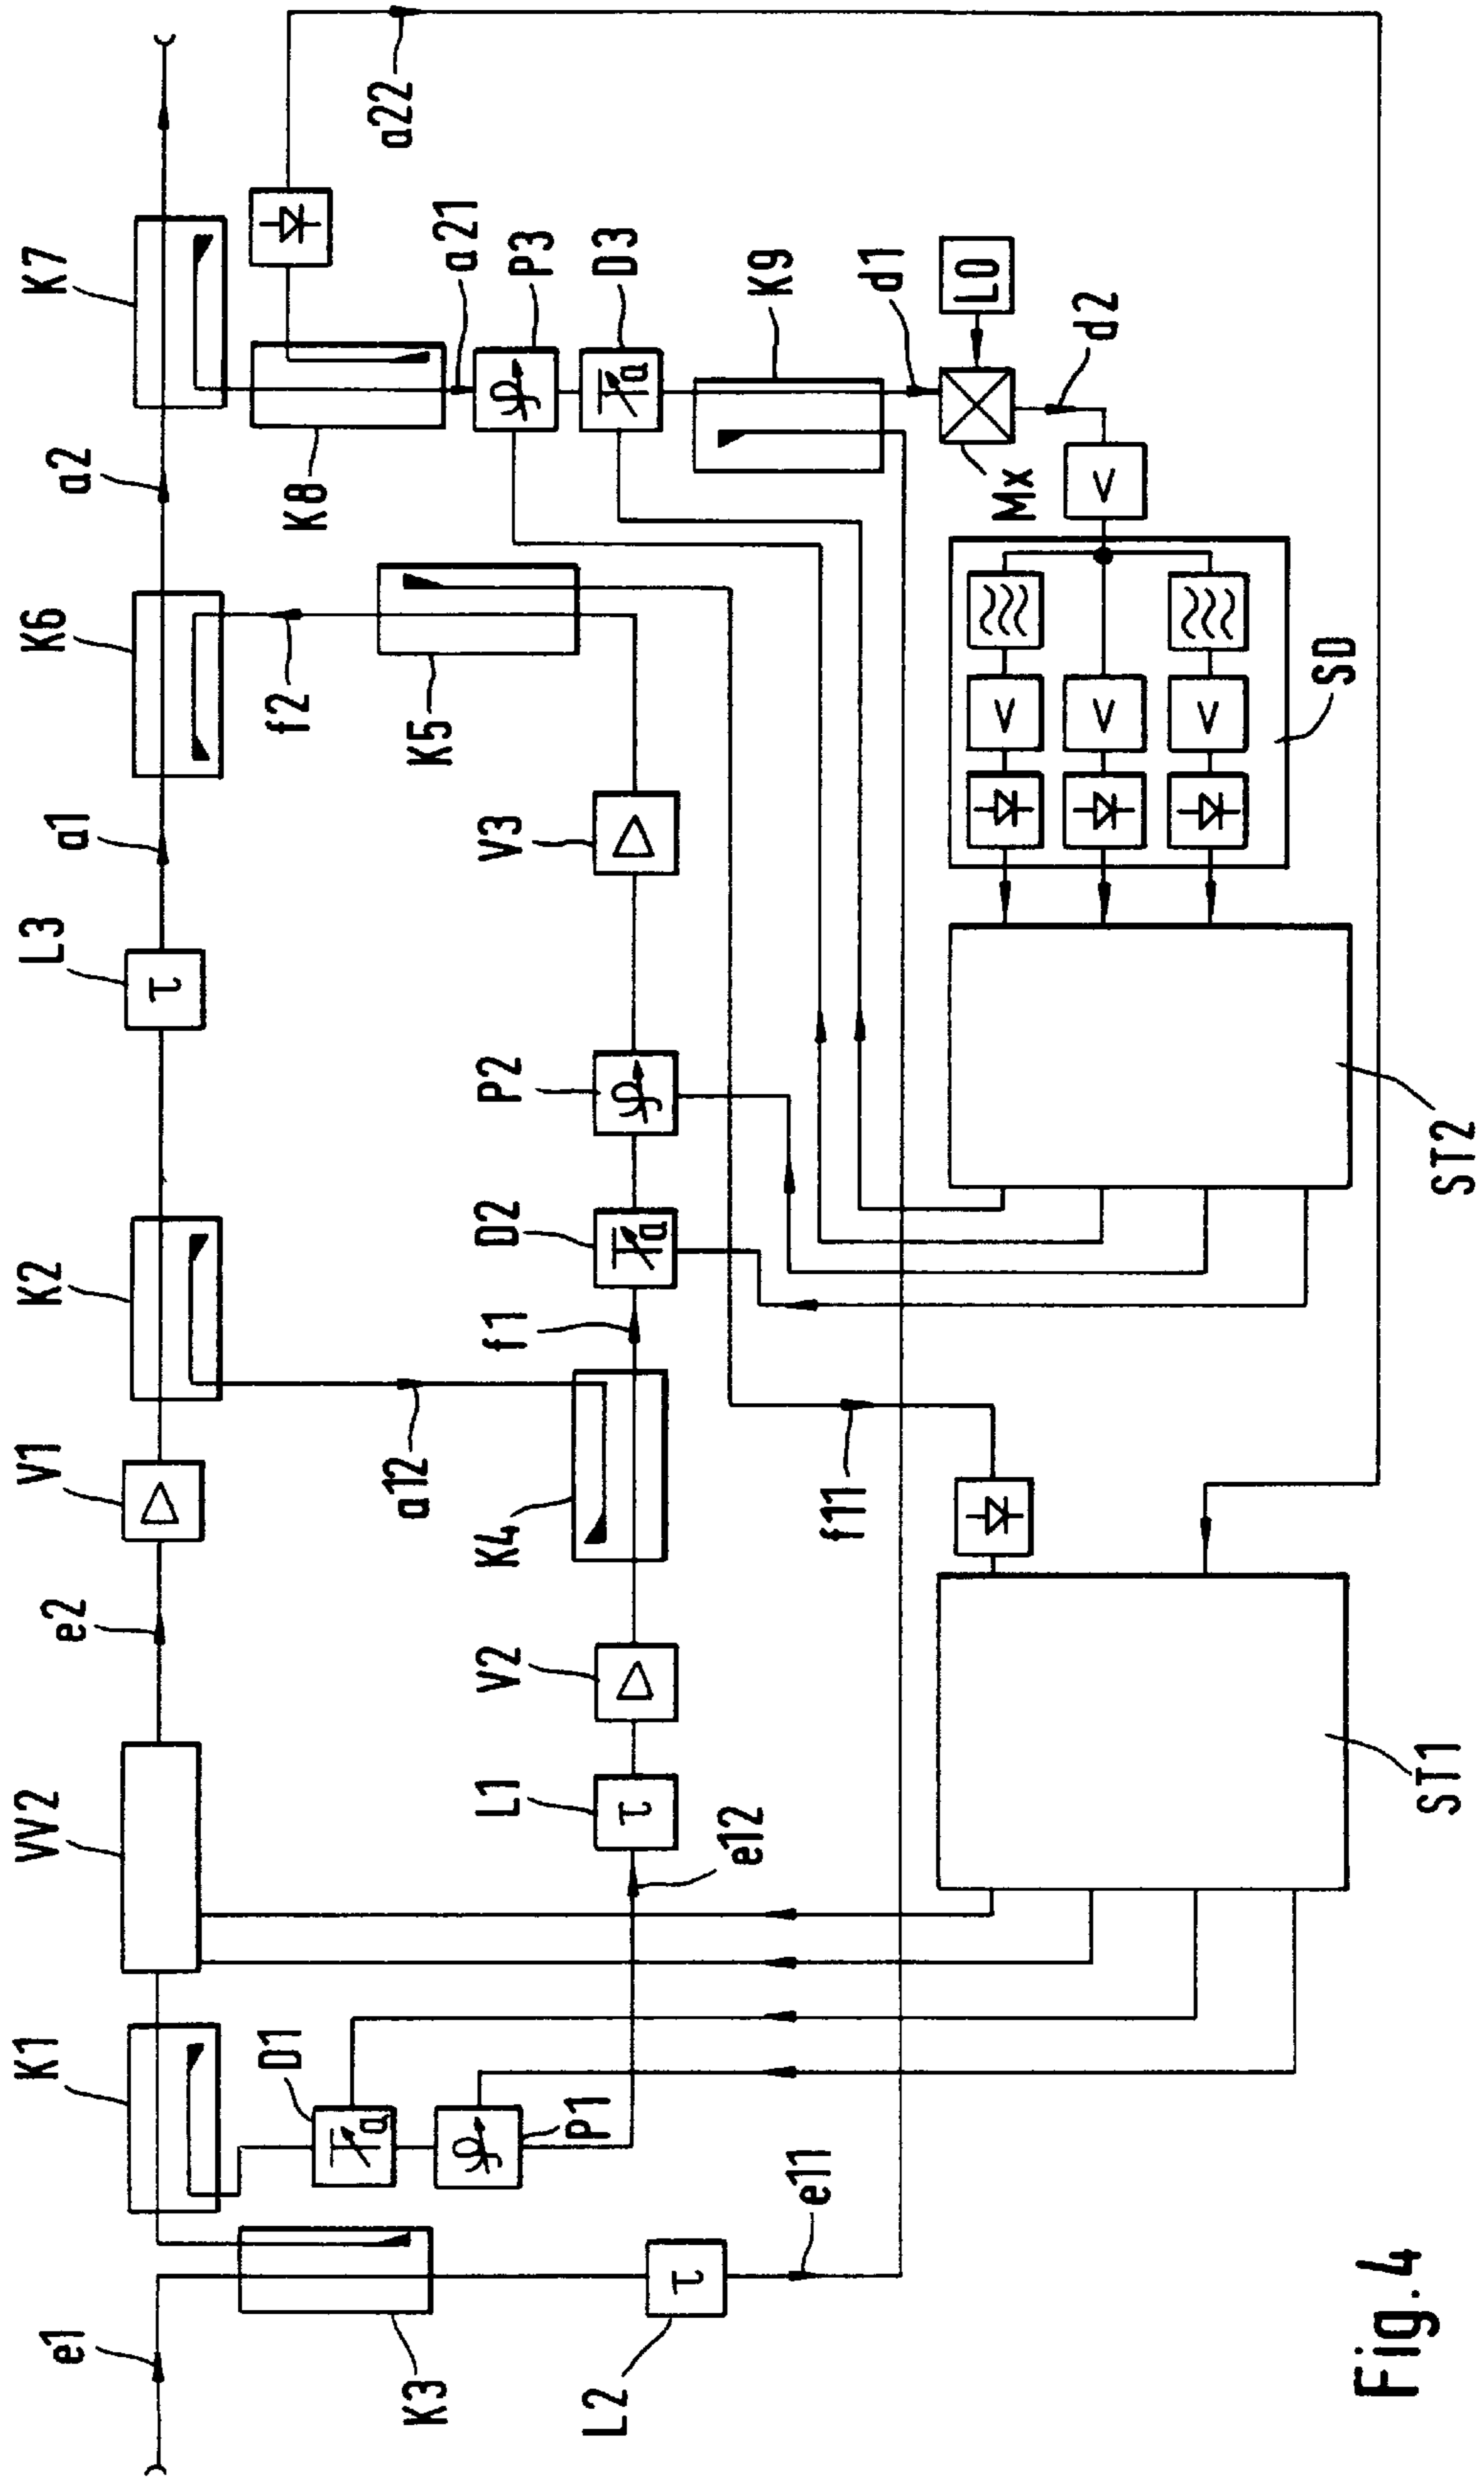 e1
K3
K1
VV2
e2
V1
K2
L3
a1
K6
a2
K7
D1
P1
a
L2
τ
e11
e12
L1
τ
V2
K4
a12
f1
D2
a
P2
φ
V3
K5
f2
K8
a22
a21
P3
φ
D3
a
K9
d1
LO
d2
Mx
SD
ST2
f11
ST1
τ
φ
V
V
V
V
Fig.4